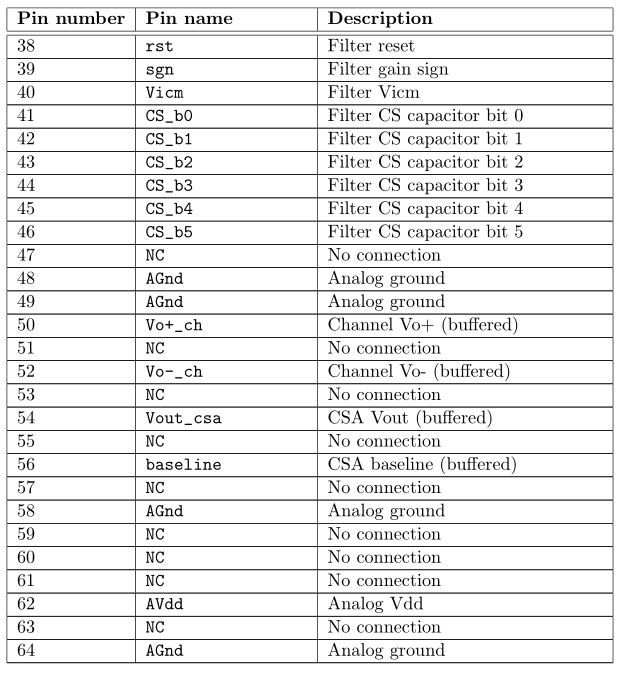 Pin number Pin name Description
38 rst Filter reset
39 sgn Filter gain sign
40 Vicm Filter Vicm
41 CS_b0 Filter CS capacitor bit 0
42 CS_b1 Filter CS capacitor bit 1
43 CS_b2 Filter CS capacitor bit 2
44 CS_b3 Filter CS capacitor bit 3
45 CS_b4 Filter CS capacitor bit 4
46 CS_b5 Filter CS capacitor bit 5
47 NC No connection
48 AGnd Analog ground
49 AGnd Analog ground
50 Vo+_ch Channel Vo+ (buffered)
51 NC No connection
52 Vo-_ch Channel Vo- (buffered)
53 NC No connection
54 Vout_csa CSA Vout (buffered)
55 NC No connection
56 baseline CSA baseline (buffered)
57 NC No connection
58 AGnd Analog ground
59 NC No connection
60 NC No connection
61 NC No connection
62 AVdd Analog Vdd
63 NC No connection
64 AGnd Analog ground